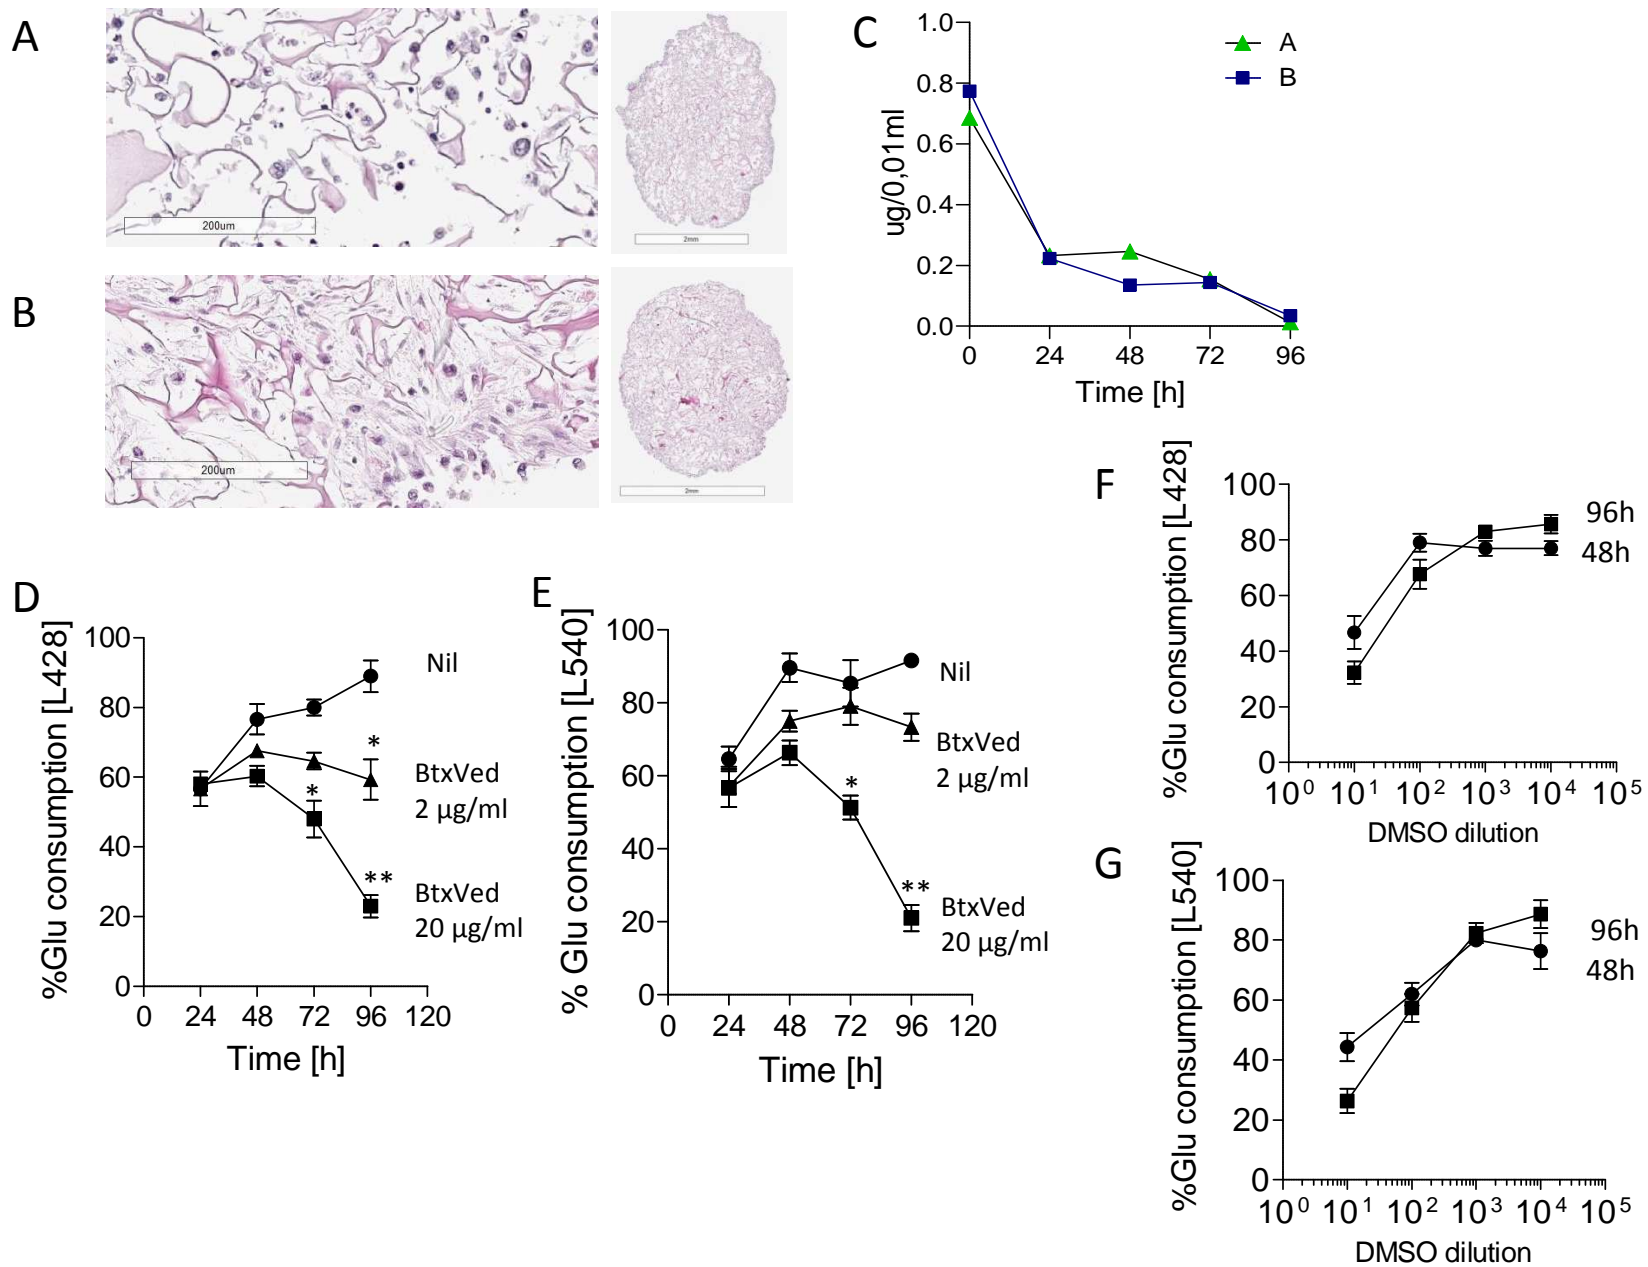 A
200um
2mm
B
200um
2mm
C
1.0
0.8
0.6
0.4
0.2
0.0
ug/0,01ml
0 24 48 72 96
Time [h]
A
B
D
%Glu consumption [L428]
100
80
60
40
20
0
0 24 48 72 96 120
Time [h]
Nil
*
BtxVed
2 µg/ml
*
**
BtxVed
20 µg/ml
E
% Glu consumption [L540]
100
80
60
40
20
0
0 24 48 72 96 120
Time [h]
Nil
BtxVed
2 µg/ml
*
**
BtxVed
20 µg/ml
F
%Glu consumption [L428]
100
80
60
40
20
0
10⁰ 10¹ 10² 10³ 10⁴ 10⁵
DMSO dilution
96h
48h
G
%Glu consumption [L540]
100
80
60
40
20
0
10⁰ 10¹ 10² 10³ 10⁴ 10⁵
DMSO dilution
96h
48h